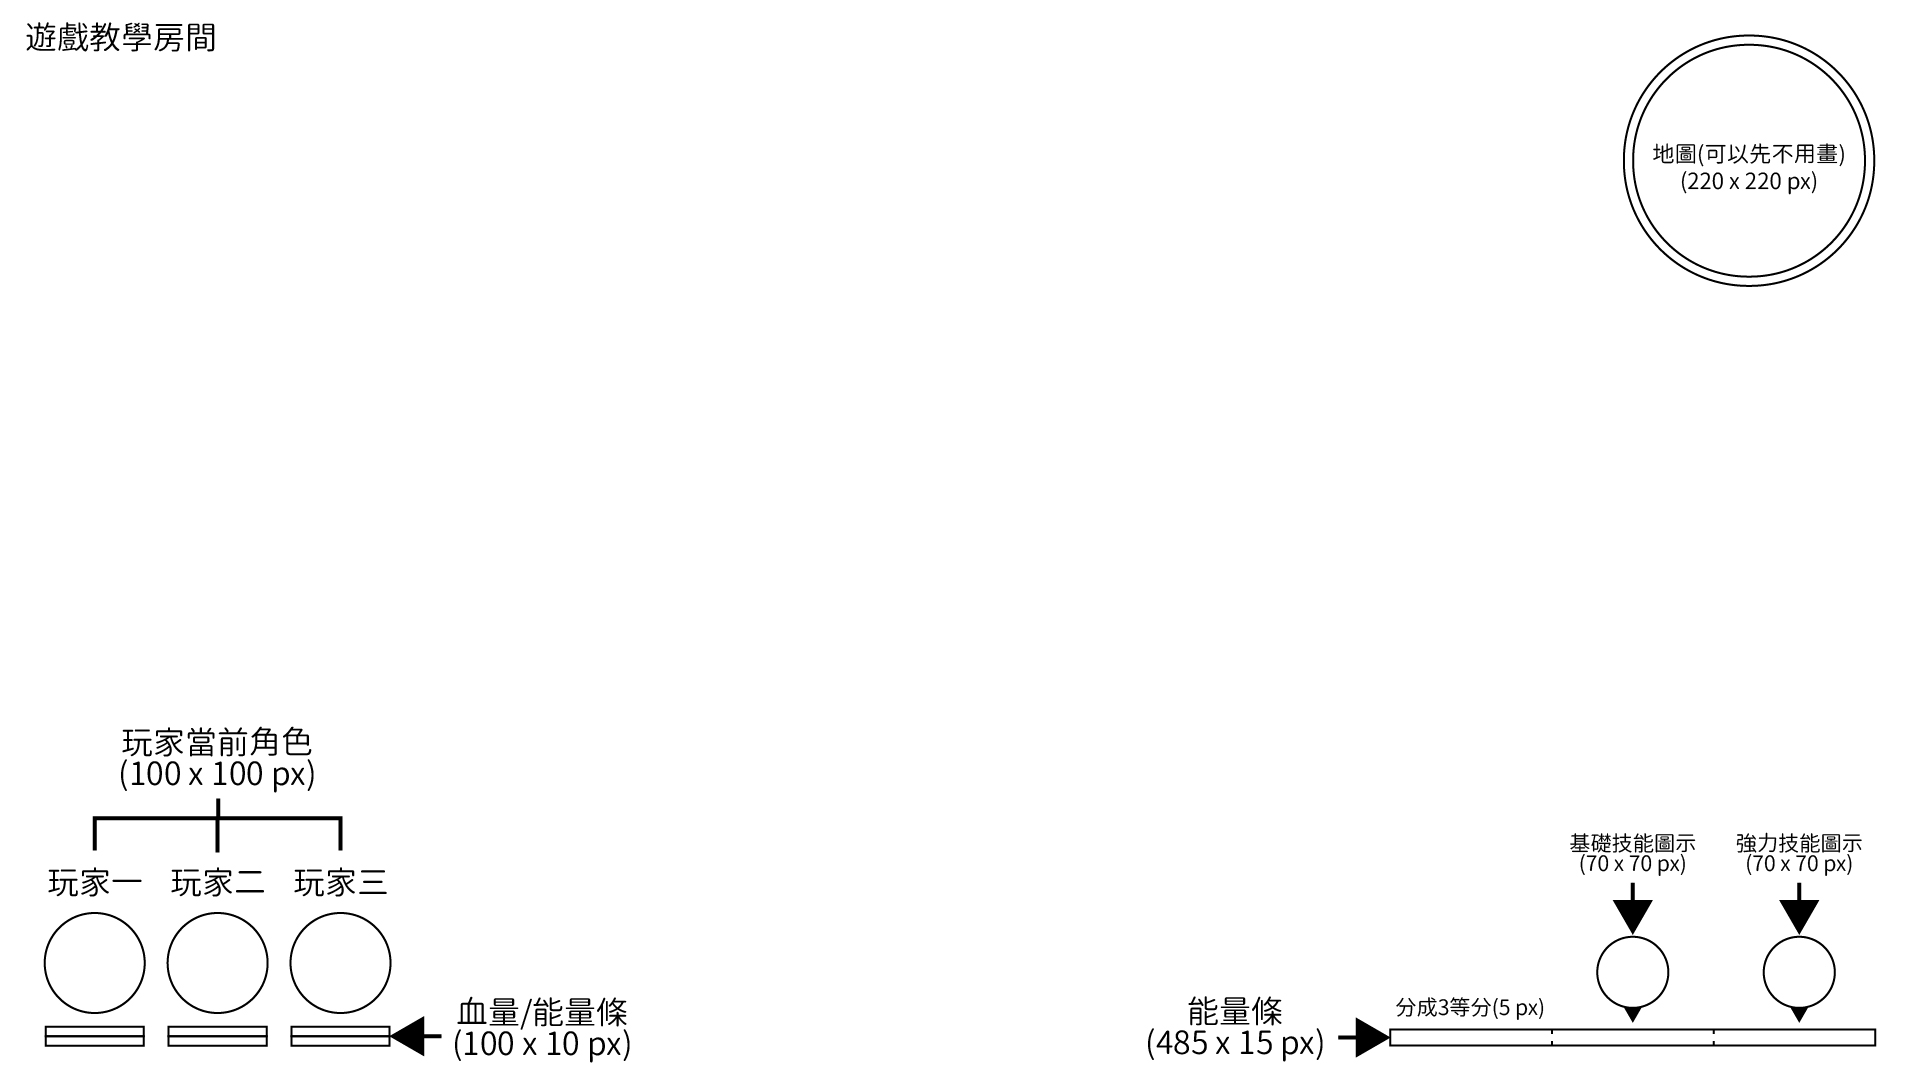 遊戲教學房間
地圖(可以先不用畫)
(220 x 220 px)
玩家當前角色
(100 x 100 px)
玩家一
玩家二
玩家三
血量/能量條
(100 x 10 px)
基礎技能圖示
(70 x 70 px)
強力技能圖示
(70 x 70 px)
能量條
(485 x 15 px)
分成3等分(5 px)